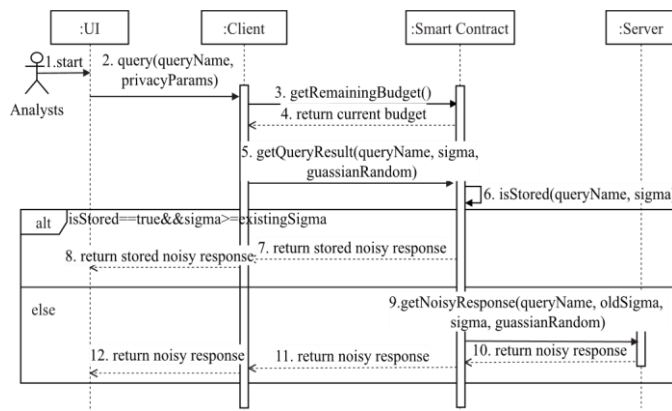 :UI
:Client
:Smart Contract
:Server
1.start
Analysts
2. query(queryName,
privacyParams)
3. getRemainingBudget()
4. return current budget
5. getQueryResult(queryName, sigma,
guassianRandom)
6. isStored(queryName, sigma)
alt
isStored==true&&sigma>=existingSigma
7. return stored noisy response
8. return stored noisy response
else
9.getNoisyResponse(queryName, oldSigma,
sigma, guassianRandom)
10. return noisy response
11. return noisy response
12. return noisy response